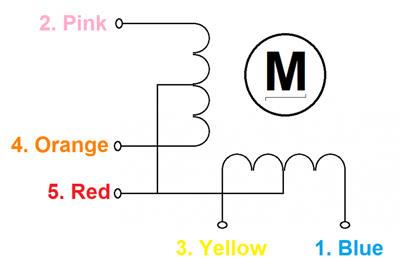 2. Pink
M
4. Orange
5. Red
3. Yellow
1. Blue